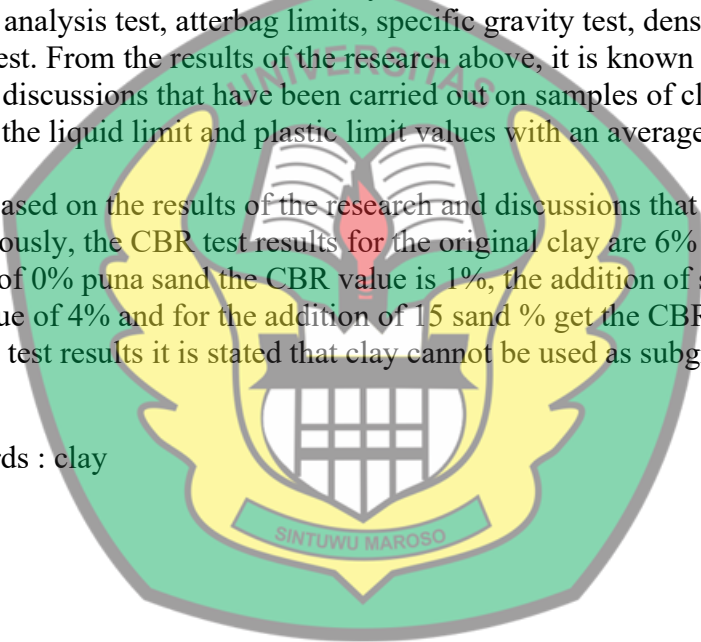 analysis test, atterbag limits, specific gravity test, dens
est. From the results of the research above, it is known
discussions that have been carried out on samples of cl
the liquid limit and plastic limit values with an average
ased on the results of the research and discussions that
ously, the CBR test results for the original clay are 6%
of 0% puna sand the CBR value is 1%, the addition of s
ue of 4% and for the addition of 15 sand % get the CBR
test results it is stated that clay cannot be used as subg
rds : clay
UNIVERSITAS
SINTUWU MAROSO